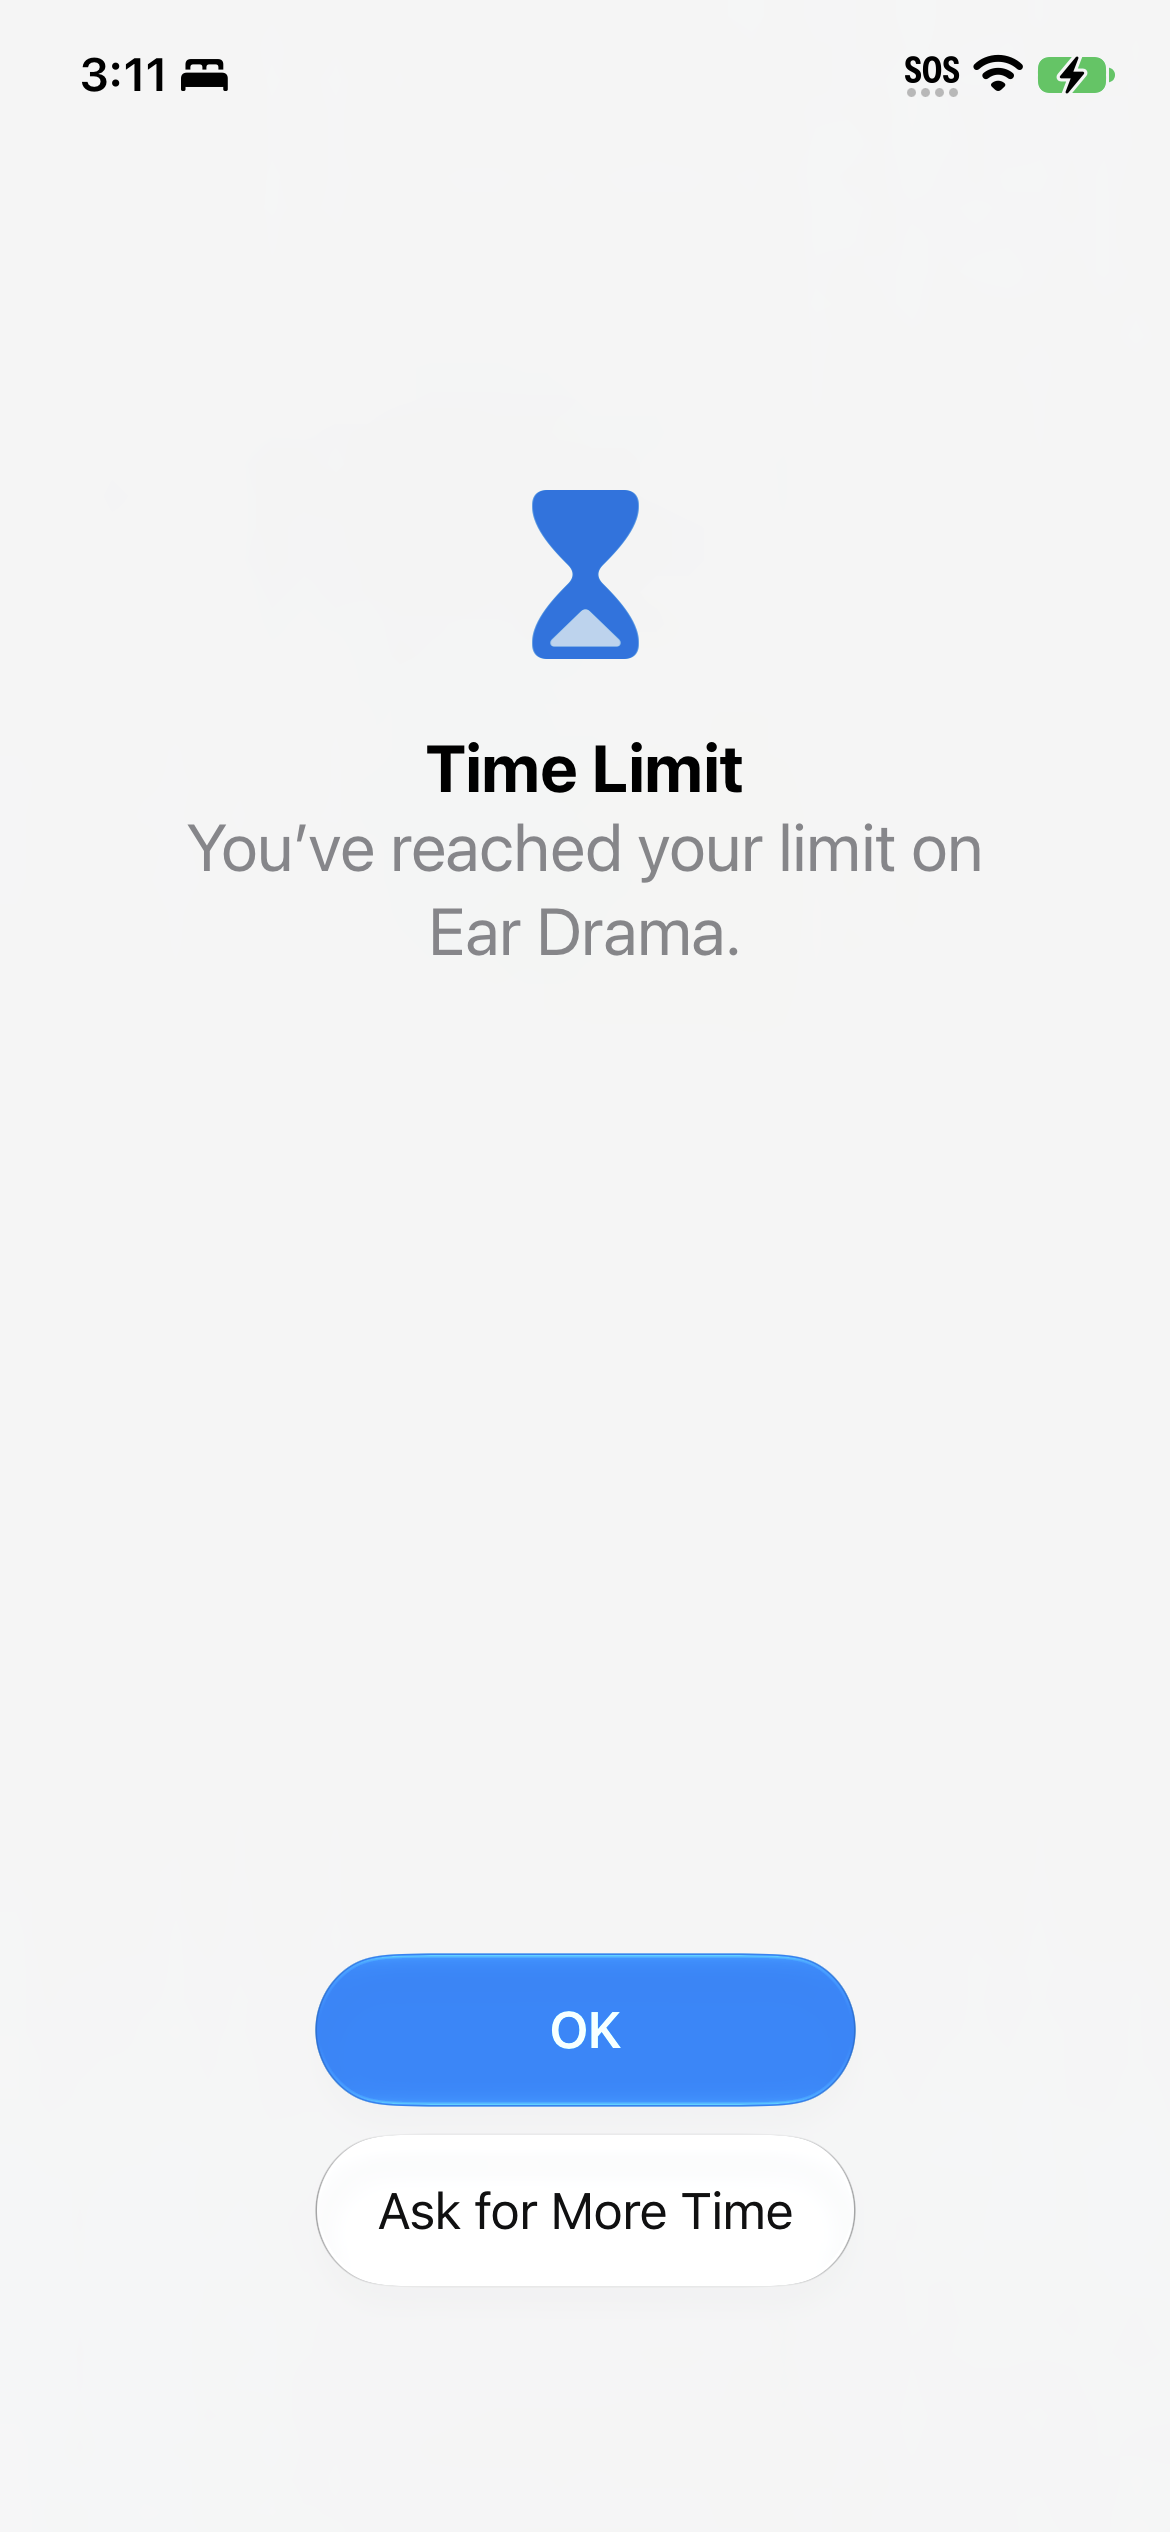 3:11
SOS
Time Limit
You’ve reached your limit on
Ear Drama.
OK
Ask for More Time